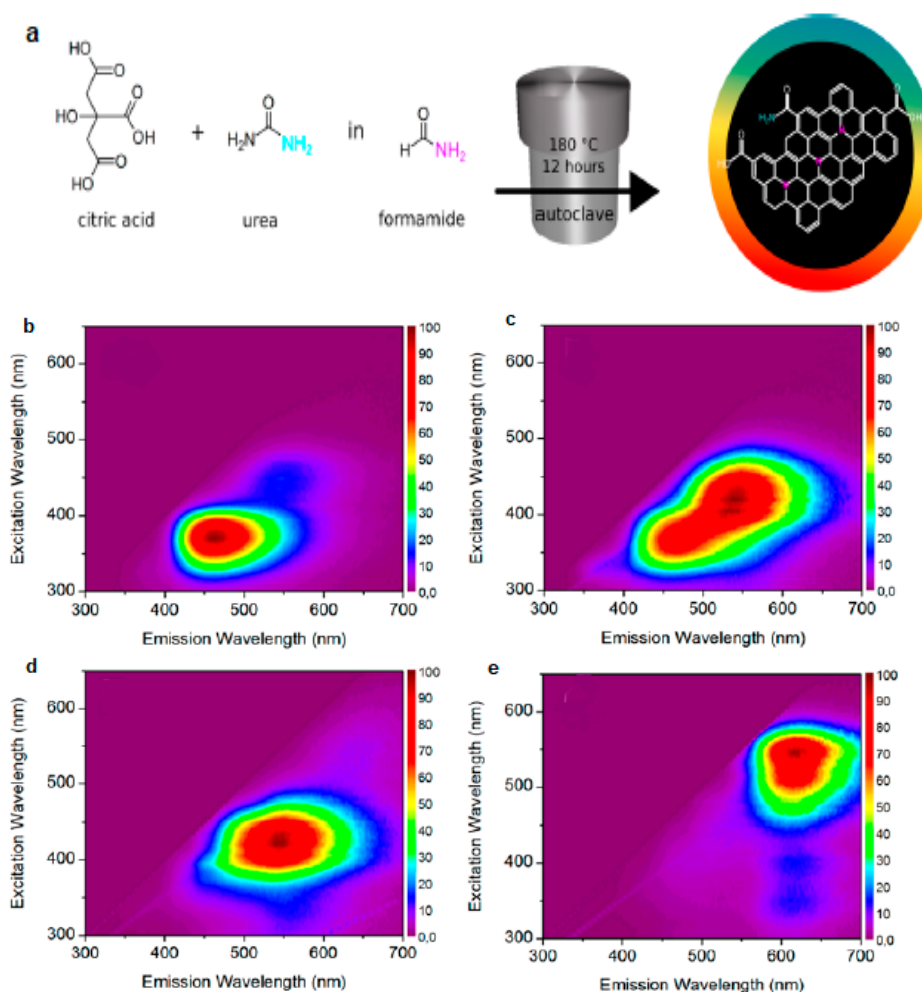 a
HO
O
O
OH
HO
OH
O
HO
citric acid
+
O
H₂N
NH₂
urea
in
O
H
NH₂
formamide
180 °C
12 hours
autoclave
O
H₂N
O
OH
O
HO
N
N
N
b
Excitation Wavelength (nm)
600
500
400
300
300 400 500 600 700
Emission Wavelength (nm)
100
90
80
70
60
50
40
30
20
10
0,0
c
Excitation Wavelength (nm)
600
500
400
300
300 400 500 600 700
Emission Wavelength (nm)
100
90
80
70
60
50
40
30
20
10
0,0
d
Excitation Wavelength (nm)
600
500
400
300
300 400 500 600 700
Emission Wavelength (nm)
100
90
80
70
60
50
40
30
20
10
0,0
e
Excitation Wavelength (nm)
600
500
400
300
300 400 500 600 700
Emission Wavelength (nm)
100
90
80
70
60
50
40
30
20
10
0,0